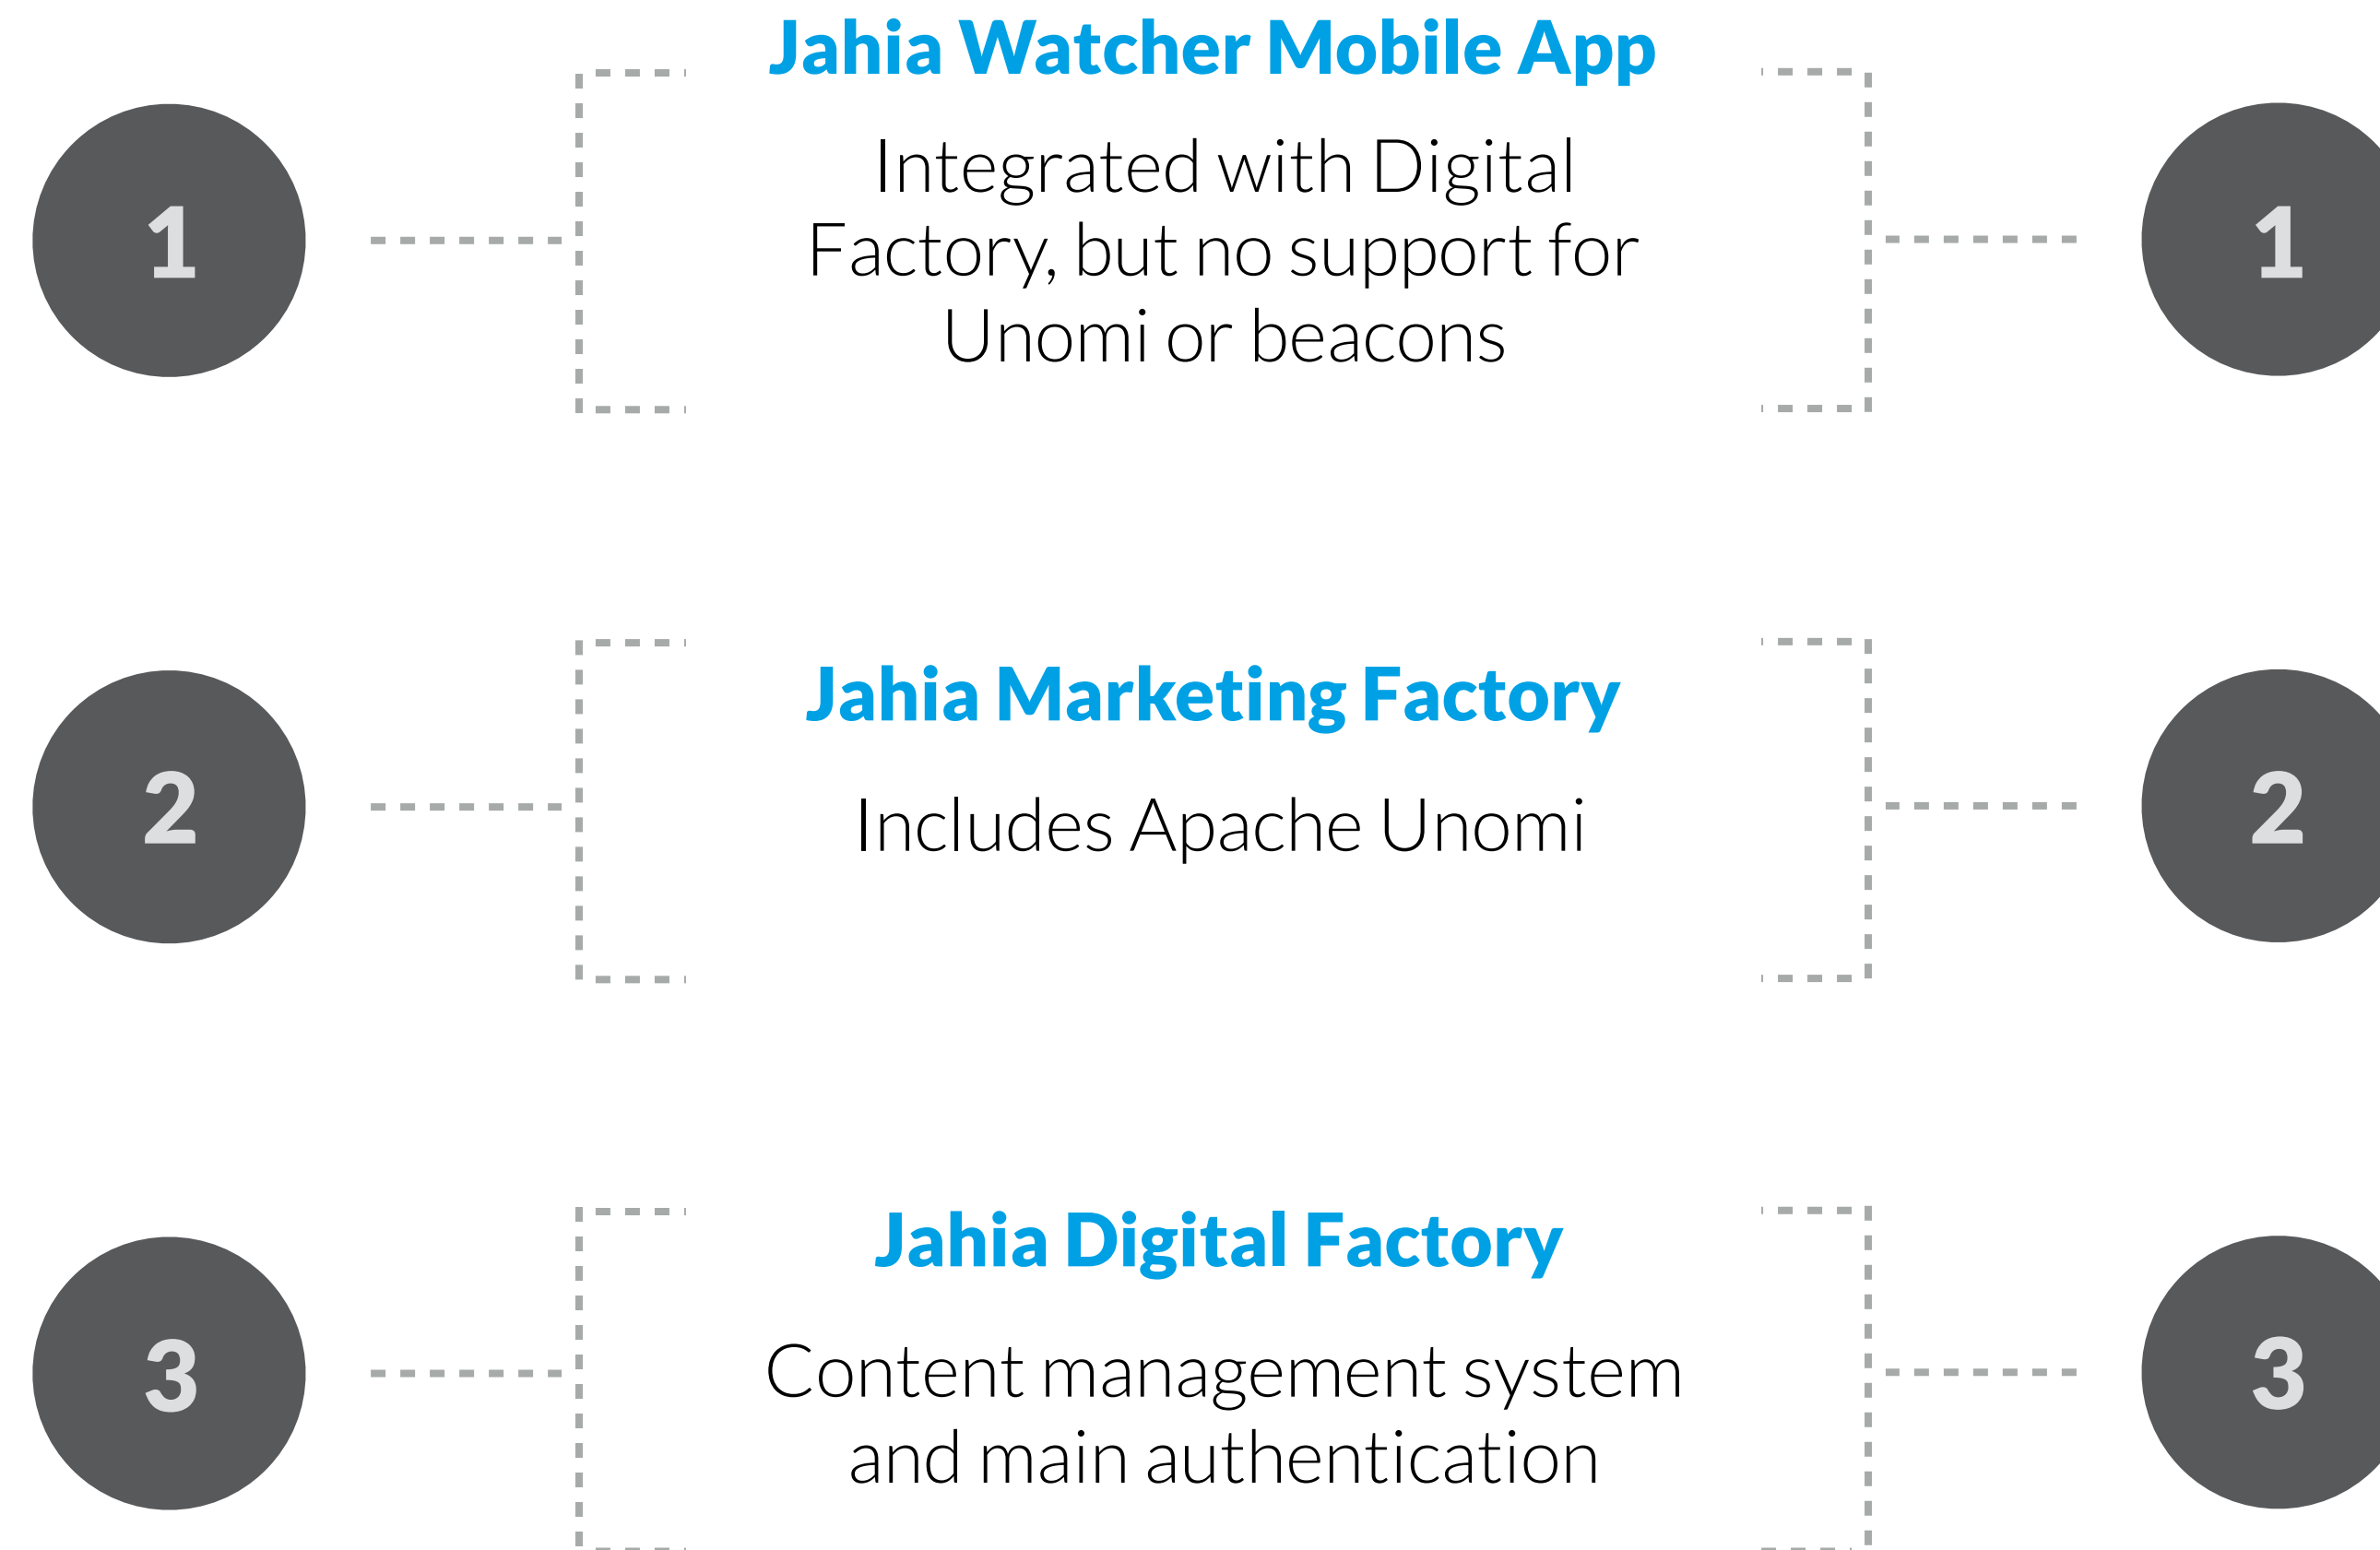 Jahia Watcher Mobile App
1
Integrated with Digital
Factory, but no support for
Unomi or beacons
1
Jahia Marketing Factory
2
Includes Apache Unomi
2
Jahia Digital Factory
3
Content management system
and main authentication
3